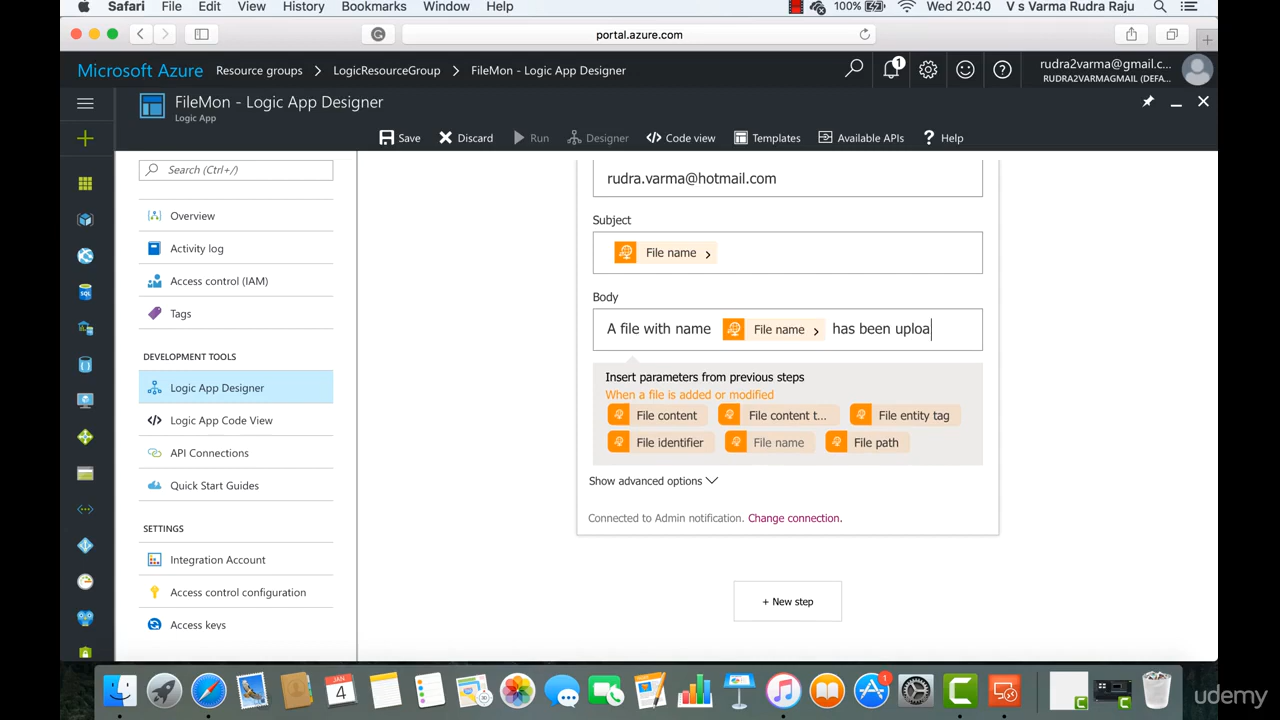 Safari File Edit View History Bookmarks Window Help 100% Wed 20:40 V s Varma Rudra Raju
portal.azure.com
Microsoft Azure Resource groups > LogicResourceGroup > FileMon - Logic App Designer 1 rudra2varma@gmail.c...
RUDRA2VARMAGMAIL (DEFA...
FileMon - Logic App Designer
Logic App
Save Discard Run Designer Code view Templates Available APIs ? Help
Search (Ctrl+/)
Overview
Activity log
Access control (IAM)
Tags
DEVELOPMENT TOOLS
Logic App Designer
Logic App Code View
API Connections
Quick Start Guides
SETTINGS
Integration Account
Access control configuration
Access keys
rudra.varma@hotmail.com
Subject
File name >
Body
A file with name File name > has been uploa
Insert parameters from previous steps
When a file is added or modified
File content File content t... File entity tag
File identifier File name File path
Show advanced options
Connected to Admin notification. Change connection.
+ New step
SQL
JAN
4
1
udemy